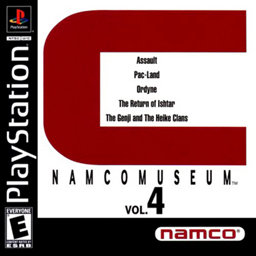 PlayStation
Assault
Pac-Land
Ordyne
The Return of Ishtar
The Genji and The Heike Clans
NAMCOMUSEUM™
VOL.4
EVERYONE
E
ESRB
namco